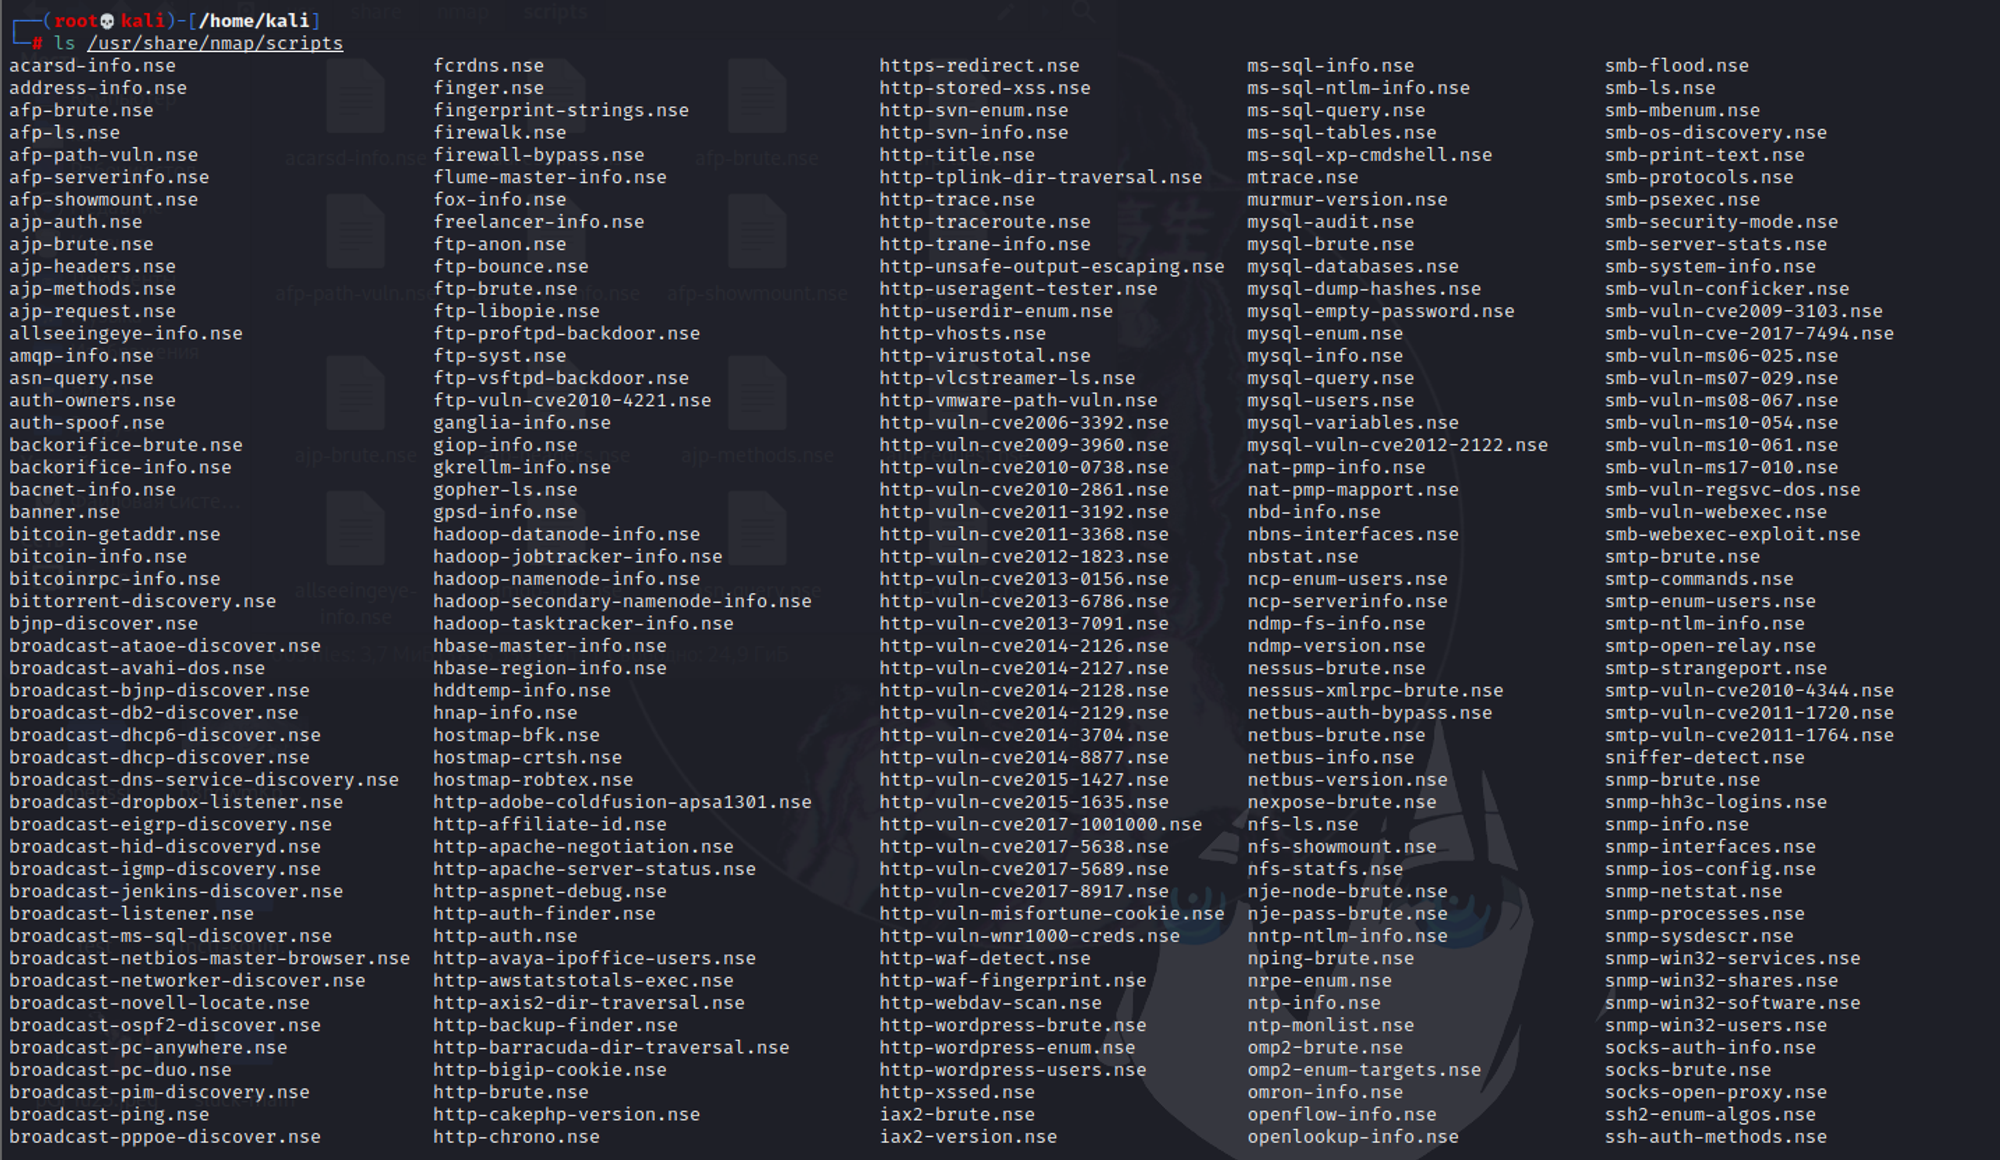 ┌──(root💀kali)-[/home/kali]
└─# ls /usr/share/nmap/scripts
acarsd-info.nse fcrdns.nse https-redirect.nse ms-sql-info.nse smb-flood.nse
address-info.nse finger.nse http-stored-xss.nse ms-sql-ntlm-info.nse smb-ls.nse
afp-brute.nse fingerprint-strings.nse http-svn-enum.nse ms-sql-query.nse smb-mbenum.nse
afp-ls.nse firewalk.nse http-svn-info.nse ms-sql-tables.nse smb-os-discovery.nse
afp-path-vuln.nse firewall-bypass.nse http-title.nse ms-sql-xp-cmdshell.nse smb-print-text.nse
afp-serverinfo.nse flume-master-info.nse http-tplink-dir-traversal.nse mtrace.nse smb-protocols.nse
afp-showmount.nse fox-info.nse http-trace.nse murmur-version.nse smb-psexec.nse
ajp-auth.nse freelancer-info.nse http-traceroute.nse mysql-audit.nse smb-security-mode.nse
ajp-brute.nse ftp-anon.nse http-trane-info.nse mysql-brute.nse smb-server-stats.nse
ajp-headers.nse ftp-bounce.nse http-unsafe-output-escaping.nse mysql-databases.nse smb-system-info.nse
ajp-methods.nse ftp-brute.nse http-useragent-tester.nse mysql-dump-hashes.nse smb-vuln-conficker.nse
ajp-request.nse ftp-libopie.nse http-userdir-enum.nse mysql-empty-password.nse smb-vuln-cve2009-3103.nse
allseeingeye-info.nse ftp-proftpd-backdoor.nse http-vhosts.nse mysql-enum.nse smb-vuln-cve-2017-7494.nse
amqp-info.nse ftp-syst.nse http-virustotal.nse mysql-info.nse smb-vuln-ms06-025.nse
asn-query.nse ftp-vsftpd-backdoor.nse http-vlcstreamer-ls.nse mysql-query.nse smb-vuln-ms07-029.nse
auth-owners.nse ftp-vuln-cve2010-4221.nse http-vmware-path-vuln.nse mysql-users.nse smb-vuln-ms08-067.nse
auth-spoof.nse ganglia-info.nse http-vuln-cve2006-3392.nse mysql-variables.nse smb-vuln-ms10-054.nse
backorifice-brute.nse giop-info.nse http-vuln-cve2009-3960.nse mysql-vuln-cve2012-2122.nse smb-vuln-ms10-061.nse
backorifice-info.nse gkrellm-info.nse http-vuln-cve2010-0738.nse nat-pmp-info.nse smb-vuln-ms17-010.nse
bacnet-info.nse gopher-ls.nse http-vuln-cve2010-2861.nse nat-pmp-mapport.nse smb-vuln-regsvc-dos.nse
banner.nse gpsd-info.nse http-vuln-cve2011-3192.nse nbd-info.nse smb-vuln-webexec.nse
bitcoin-getaddr.nse hadoop-datanode-info.nse http-vuln-cve2011-3368.nse nbns-interfaces.nse smb-webexec-exploit.nse
bitcoin-info.nse hadoop-jobtracker-info.nse http-vuln-cve2012-1823.nse nbstat.nse smtp-brute.nse
bitcoinrpc-info.nse hadoop-namenode-info.nse http-vuln-cve2013-0156.nse ncp-enum-users.nse smtp-commands.nse
bittorrent-discovery.nse hadoop-secondary-namenode-info.nse http-vuln-cve2013-6786.nse ncp-serverinfo.nse smtp-enum-users.nse
bjnp-discover.nse hadoop-tasktracker-info.nse http-vuln-cve2013-7091.nse ndmp-fs-info.nse smtp-ntlm-info.nse
broadcast-ataoe-discover.nse hbase-master-info.nse http-vuln-cve2014-2126.nse ndmp-version.nse smtp-open-relay.nse
broadcast-avahi-dos.nse hbase-region-info.nse http-vuln-cve2014-2127.nse nessus-brute.nse smtp-strangeport.nse
broadcast-bjnp-discover.nse hddtemp-info.nse http-vuln-cve2014-2128.nse nessus-xmlrpc-brute.nse smtp-vuln-cve2010-4344.nse
broadcast-db2-discover.nse hnap-info.nse http-vuln-cve2014-2129.nse netbus-auth-bypass.nse smtp-vuln-cve2011-1720.nse
broadcast-dhcp6-discover.nse hostmap-bfk.nse http-vuln-cve2014-3704.nse netbus-brute.nse smtp-vuln-cve2011-1764.nse
broadcast-dhcp-discover.nse hostmap-crtsh.nse http-vuln-cve2014-8877.nse netbus-info.nse sniffer-detect.nse
broadcast-dns-service-discovery.nse hostmap-robtex.nse http-vuln-cve2015-1427.nse netbus-version.nse snmp-brute.nse
broadcast-dropbox-listener.nse http-adobe-coldfusion-apsa1301.nse http-vuln-cve2015-1635.nse nexpose-brute.nse snmp-hh3c-logins.nse
broadcast-eigrp-discovery.nse http-affiliate-id.nse http-vuln-cve2017-1001000.nse nfs-ls.nse snmp-info.nse
broadcast-hid-discoveryd.nse http-apache-negotiation.nse http-vuln-cve2017-5638.nse nfs-showmount.nse snmp-interfaces.nse
broadcast-igmp-discovery.nse http-apache-server-status.nse http-vuln-cve2017-5689.nse nfs-statfs.nse snmp-ios-config.nse
broadcast-jenkins-discover.nse http-aspnet-debug.nse http-vuln-cve2017-8917.nse nje-node-brute.nse snmp-netstat.nse
broadcast-listener.nse http-auth-finder.nse http-vuln-misfortune-cookie.nse nje-pass-brute.nse snmp-processes.nse
broadcast-ms-sql-discover.nse http-auth.nse http-vuln-wnr1000-creds.nse nntp-ntlm-info.nse snmp-sysdescr.nse
broadcast-netbios-master-browser.nse http-avaya-ipoffice-users.nse http-waf-detect.nse nping-brute.nse snmp-win32-services.nse
broadcast-networker-discover.nse http-awstatstotals-exec.nse http-waf-fingerprint.nse nrpe-enum.nse snmp-win32-shares.nse
broadcast-novell-locate.nse http-axis2-dir-traversal.nse http-webdav-scan.nse ntp-info.nse snmp-win32-software.nse
broadcast-ospf2-discover.nse http-backup-finder.nse http-wordpress-brute.nse ntp-monlist.nse snmp-win32-users.nse
broadcast-pc-anywhere.nse http-barracuda-dir-traversal.nse http-wordpress-enum.nse omp2-brute.nse socks-auth-info.nse
broadcast-pc-duo.nse http-bigip-cookie.nse http-wordpress-users.nse omp2-enum-targets.nse socks-brute.nse
broadcast-pim-discovery.nse http-brute.nse http-xssed.nse omron-info.nse socks-open-proxy.nse
broadcast-ping.nse http-cakephp-version.nse iax2-brute.nse openflow-info.nse ssh2-enum-algos.nse
broadcast-pppoe-discover.nse http-chrono.nse iax2-version.nse openlookup-info.nse ssh-auth-methods.nse